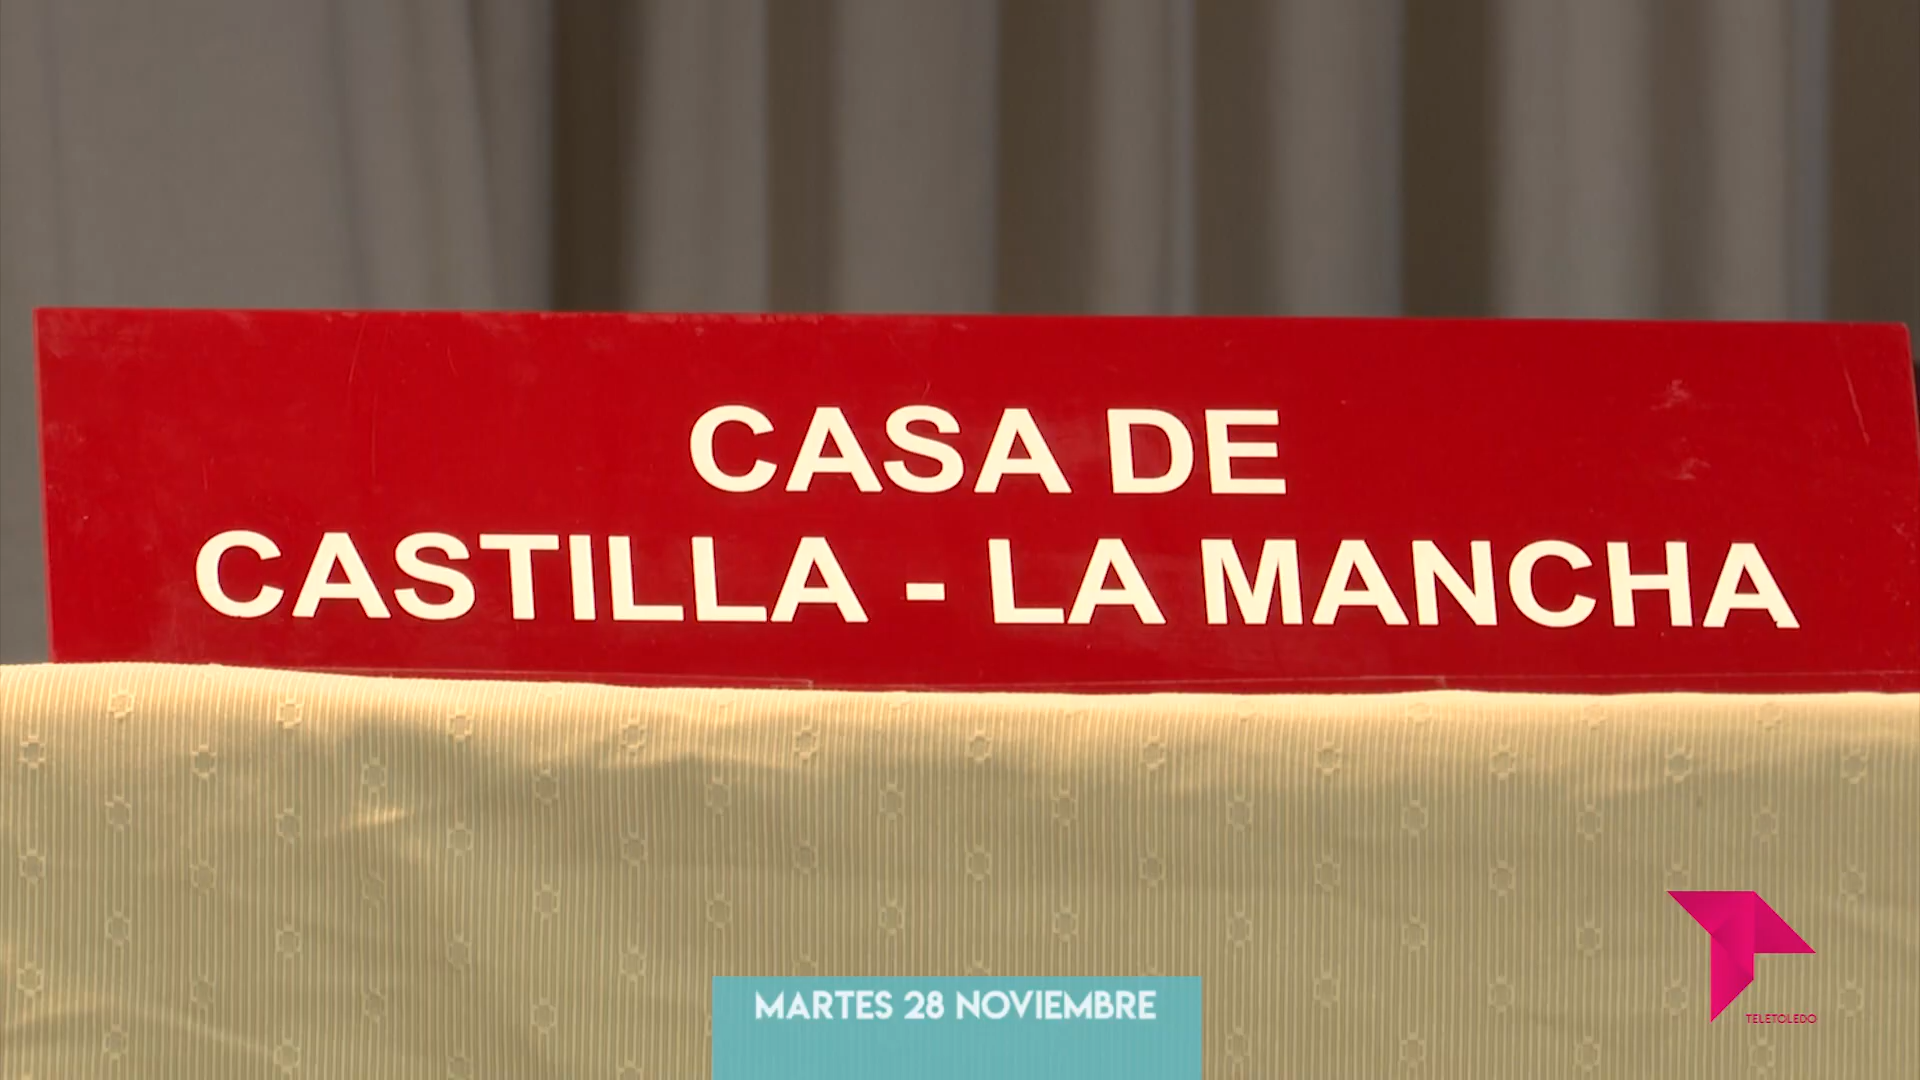 CASA DE
CASTILLA - LA MANCHA
MARTES 28 NOVIEMBRE
TELETOLEDO